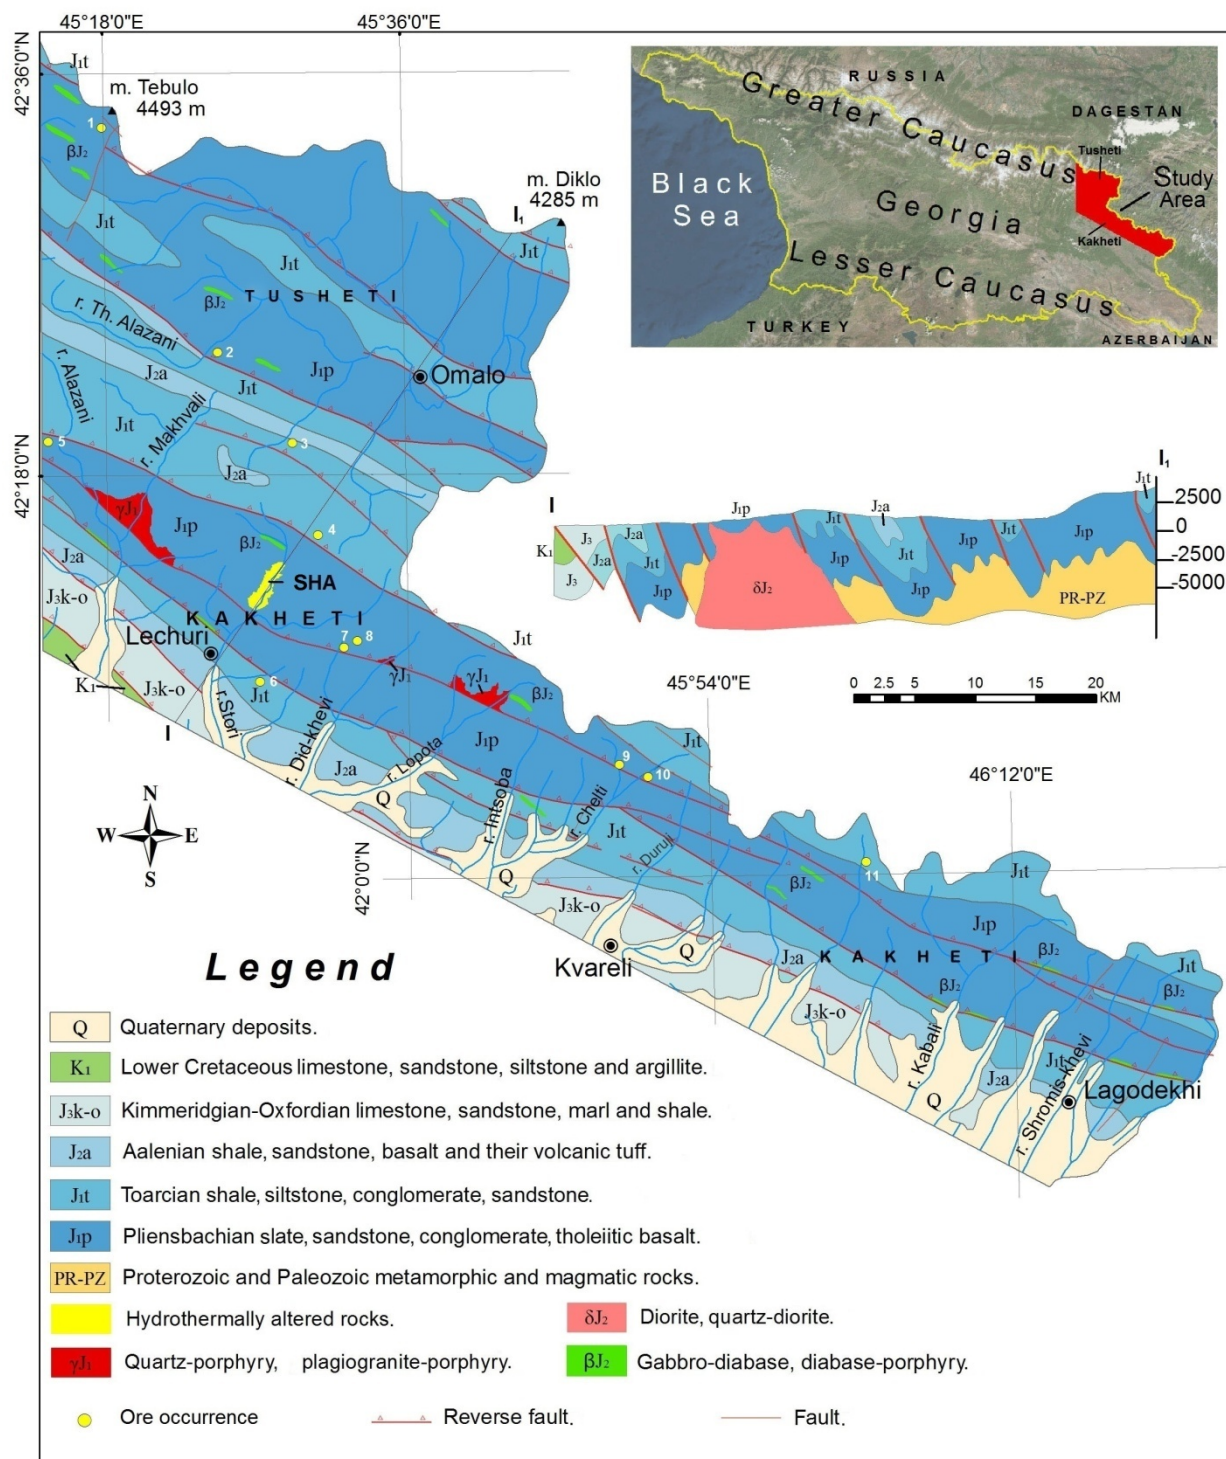 45°18'0"E
45°36'0"E
42°36'0"N
J1t
m. Tebulo
4493 m
1
βJ2
m. Diklo
4285 m
I1
J1t
J1t
J1t
T U S H E T I
βJ2
r. Th. Alazani
2
J1p
Omalo
r. Alazani
J2a
J1t
J1t
r. Makhvali
5
3
J2a
42°18'0"N
γJ1
J1p
βJ2
4
SHA
J2a
J3k-o
K A K H E T I
J1t
Lechuri
7
8
γJ1
γJ1
βJ2
K1
J3k-o
6
J1t
r.Stori
I
r. Did-khevi
J2a
r. Lopota
Q
J1p
r. Intsoba
r. Chelti
9
10
J1t
45°54'0"E
46°12'0"E
42°0'0"N
J1t
r. Duruji
Q
J3k-o
Kvareli
Q
βJ2
11
J1t
J1p
J2a
K A K H E T I
βJ2
J1t
βJ2
βJ2
J3k-o
r. Kabali
Q
J2a
J1t
r. Shromis-khevi
Lagodekhi
N
W E
S
RUSSIA
Greater Caucasus
DAGESTAN
Tusheti
Study
Area
Black
Sea
Georgia
Kakheti
Lesser Caucasus
TURKEY
AZERBAIJAN
I
I1
J1t
2500
0
-2500
-5000
K1
J3
J3
J2a
J2a
J1t
J1p
J1p
δJ2
J1t
J1p
J2a
J1t
J1p
J1p
J1t
J1p
PR-PZ
0 2.5 5 10 15 20
KM
Legend
Q Quaternary deposits.
K1 Lower Cretaceous limestone, sandstone, siltstone and argillite.
J3k-o Kimmeridgian-Oxfordian limestone, sandstone, marl and shale.
J2a Aalenian shale, sandstone, basalt and their volcanic tuff.
J1t Toarcian shale, siltstone, conglomerate, sandstone.
J1p Pliensbachian slate, sandstone, conglomerate, tholeiitic basalt.
PR-PZ Proterozoic and Paleozoic metamorphic and magmatic rocks.
Hydrothermally altered rocks.
δJ2 Diorite, quartz-diorite.
γJ1 Quartz-porphyry, plagiogranite-porphyry.
βJ2 Gabbro-diabase, diabase-porphyry.
Ore occurrence
Reverse fault.
Fault.